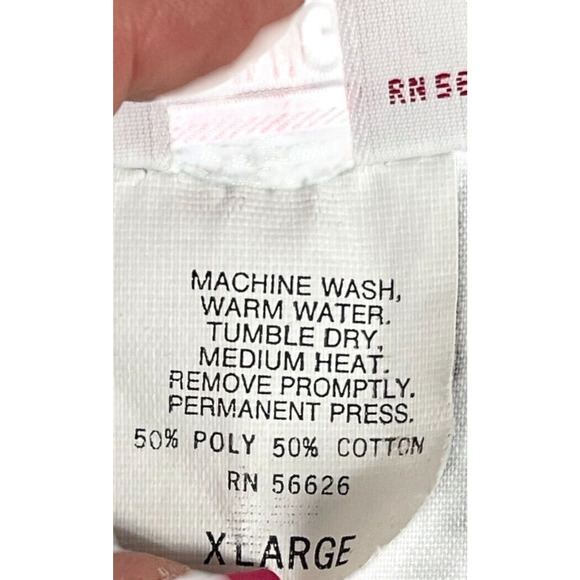 RN 56
MACHINE WASH,
WARM WATER.
TUMBLE DRY,
MEDIUM HEAT.
REMOVE PROMPTLY.
PERMANENT PRESS.
50% POLY 50% COTTON
RN 56626
X LARGE